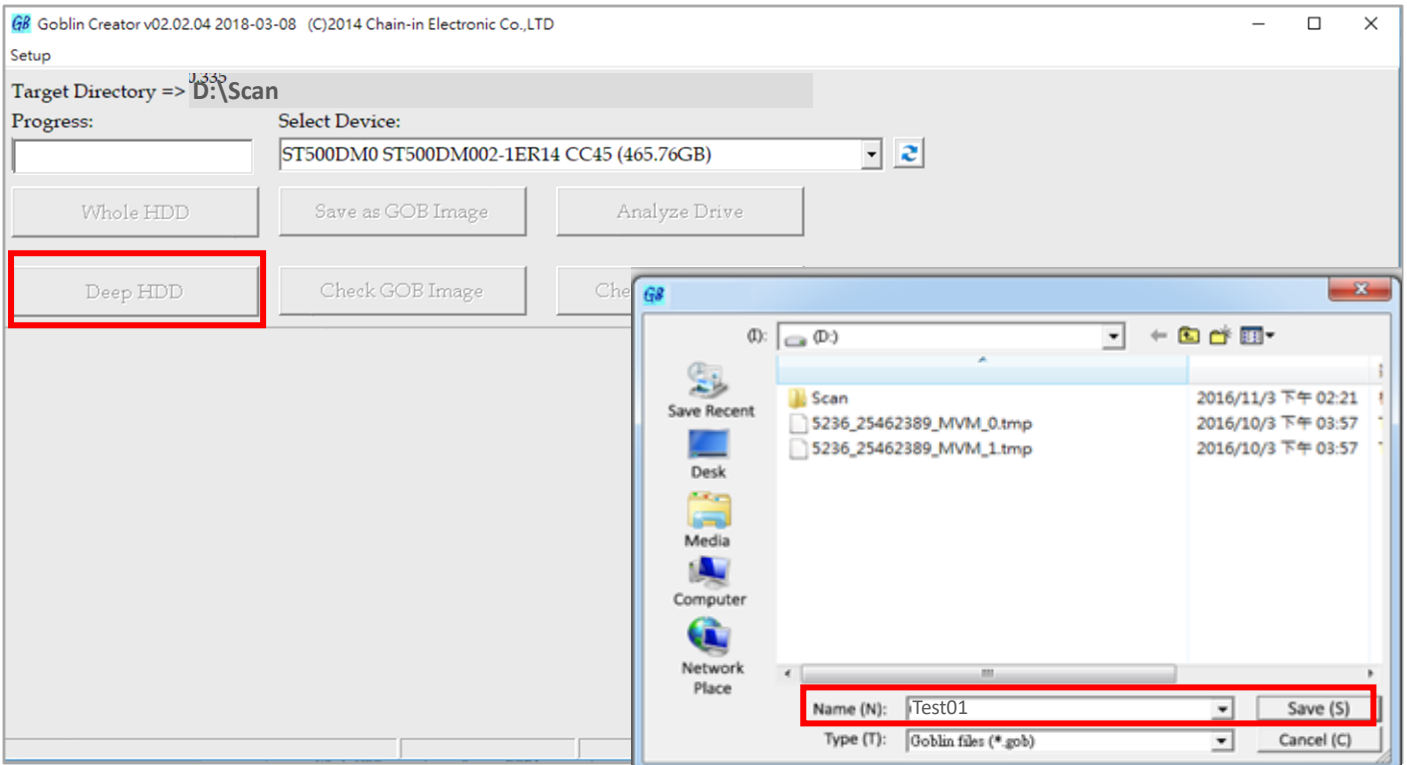 GB Goblin Creator v02.02.04 2018-03-08 (C)2014 Chain-in Electronic Co.,LTD
Setup
Target Directory => D:\Scan
0.335
Progress:
Select Device:
ST500DM0 ST500DM002-1ER14 CC45 (465.76GB)
Whole HDD
Save as GOB Image
Analyze Drive
Deep HDD
Check GOB Image
Che
GB
(I):
(D:)
Save Recent
Desk
Media
Computer
Network
Place
Scan 2016/11/3 下午 02:21
5236_25462389_MVM_0.tmp 2016/10/3 下午 03:57
5236_25462389_MVM_1.tmp 2016/10/3 下午 03:57
Name (N): Test01 Save (S)
Type (T): Goblin files (*.gob) Cancel (C)